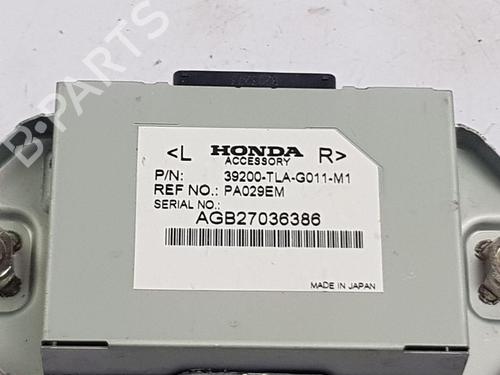 B-PARTS
<L HONDA R>
ACCESSORY
P/N: 39200-TLA-G011-M1
REF NO.: PA029EM
SERIAL NO.:
AGB27036386
MADE IN JAPAN